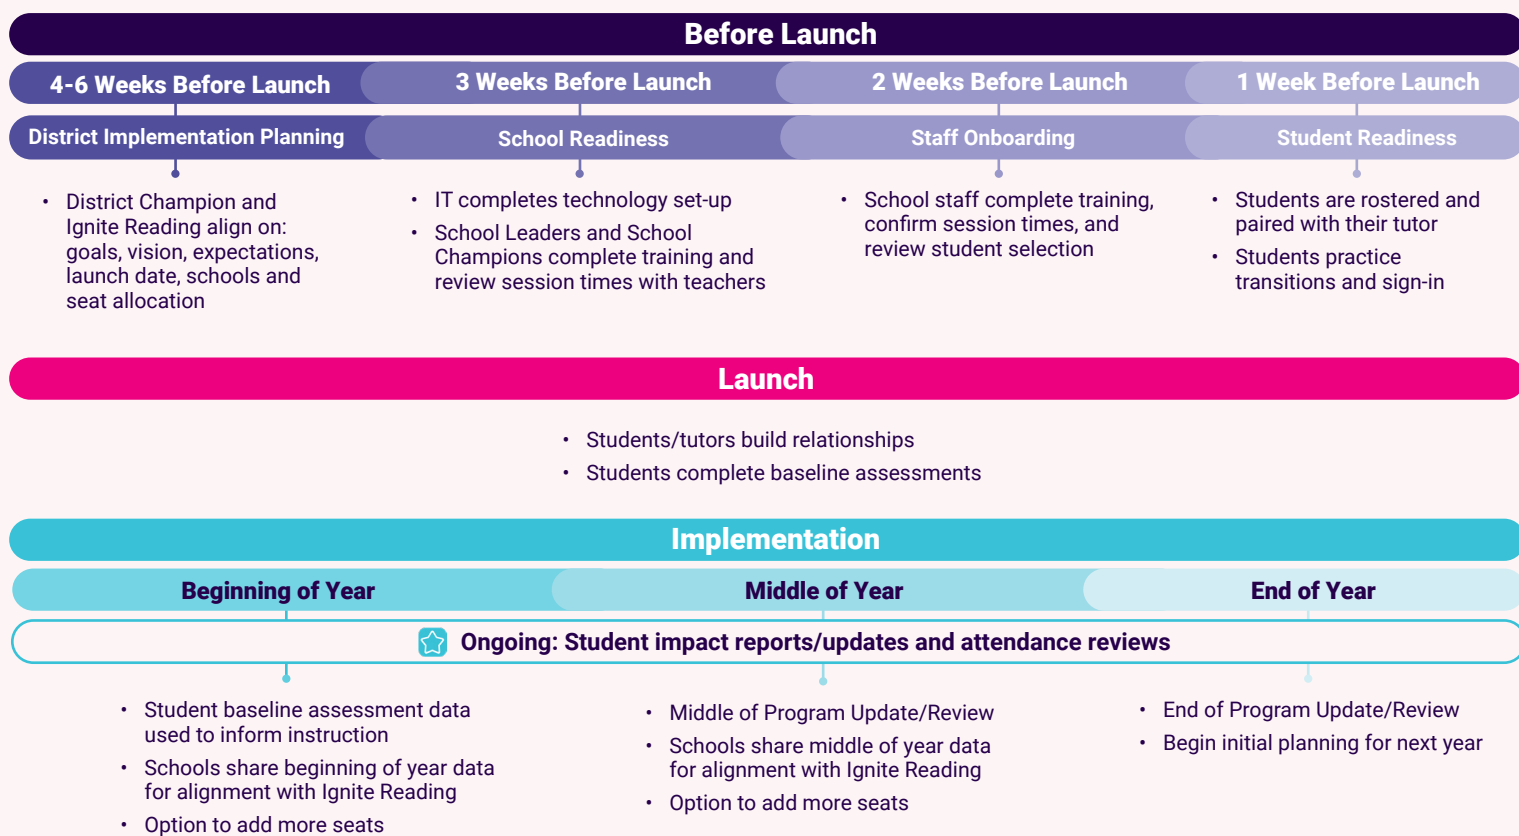 Before Launch
4-6 Weeks Before Launch
3 Weeks Before Launch
2 Weeks Before Launch
1 Week Before Launch
District Implementation Planning
School Readiness
Staff Onboarding
Student Readiness
• District Champion and
Ignite Reading align on:
goals, vision, expectations,
launch date, schools and
seat allocation
• IT completes technology set-up
• School Leaders and School
Champions complete training and
review session times with teachers
• School staff complete training,
confirm session times, and
review student selection
• Students are rostered and
paired with their tutor
• Students practice
transitions and sign-in
Launch
• Students/tutors build relationships
• Students complete baseline assessments
Implementation
Beginning of Year
Middle of Year
End of Year
Ongoing: Student impact reports/updates and attendance reviews
• Student baseline assessment data
used to inform instruction
• Schools share beginning of year data
for alignment with Ignite Reading
• Option to add more seats
• Middle of Program Update/Review
• Schools share middle of year data
for alignment with Ignite Reading
• Option to add more seats
• End of Program Update/Review
• Begin initial planning for next year